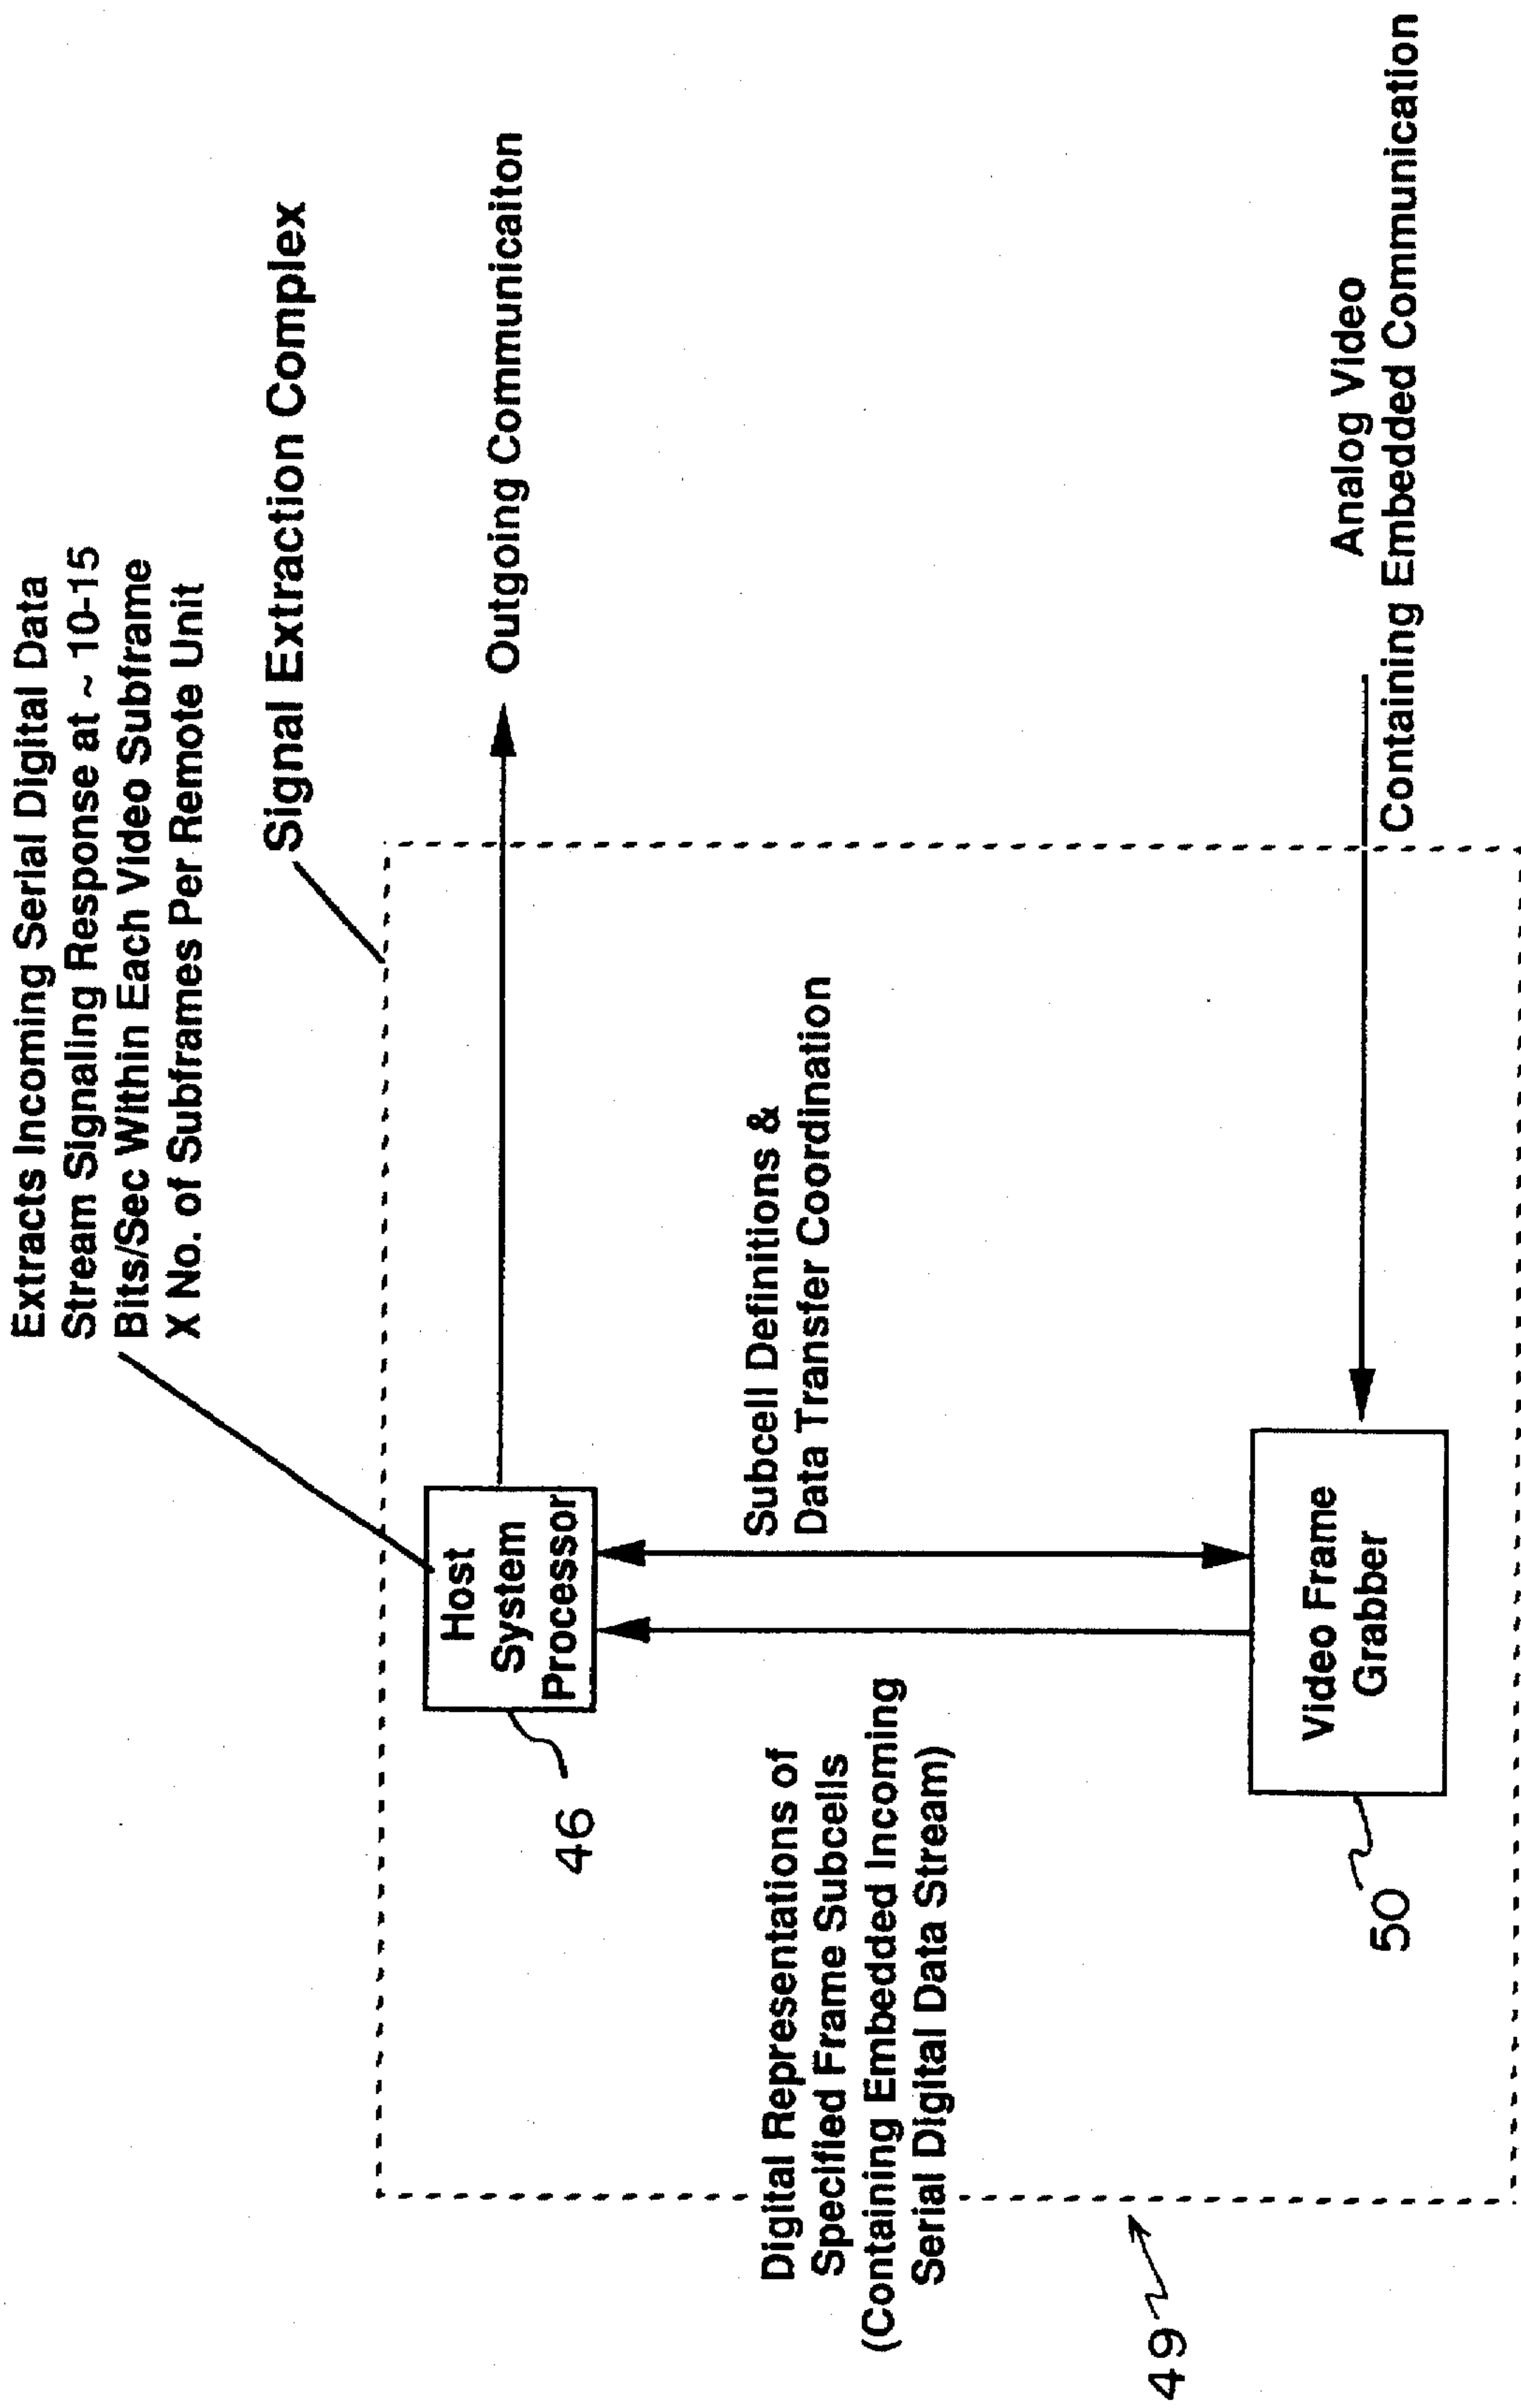 Extracts Incoming Serial Digital Data
Stream Signaling Response at ~ 10-15
Bits/Sec Within Each Video Subframe
X No. of Subframes Per Remote Unit
Signal Extraction Complex
Host
System
Processor
46
Outgoing Communicaiton
Subcell Definitions &
Data Transfer Coordination
Digital Representations of
Specified Frame Subcells
(Containing Embedded Incoming
Serial Digital Data Stream)
49
Video Frame
Grabber
50
Analog Video
Containing Embedded Communication